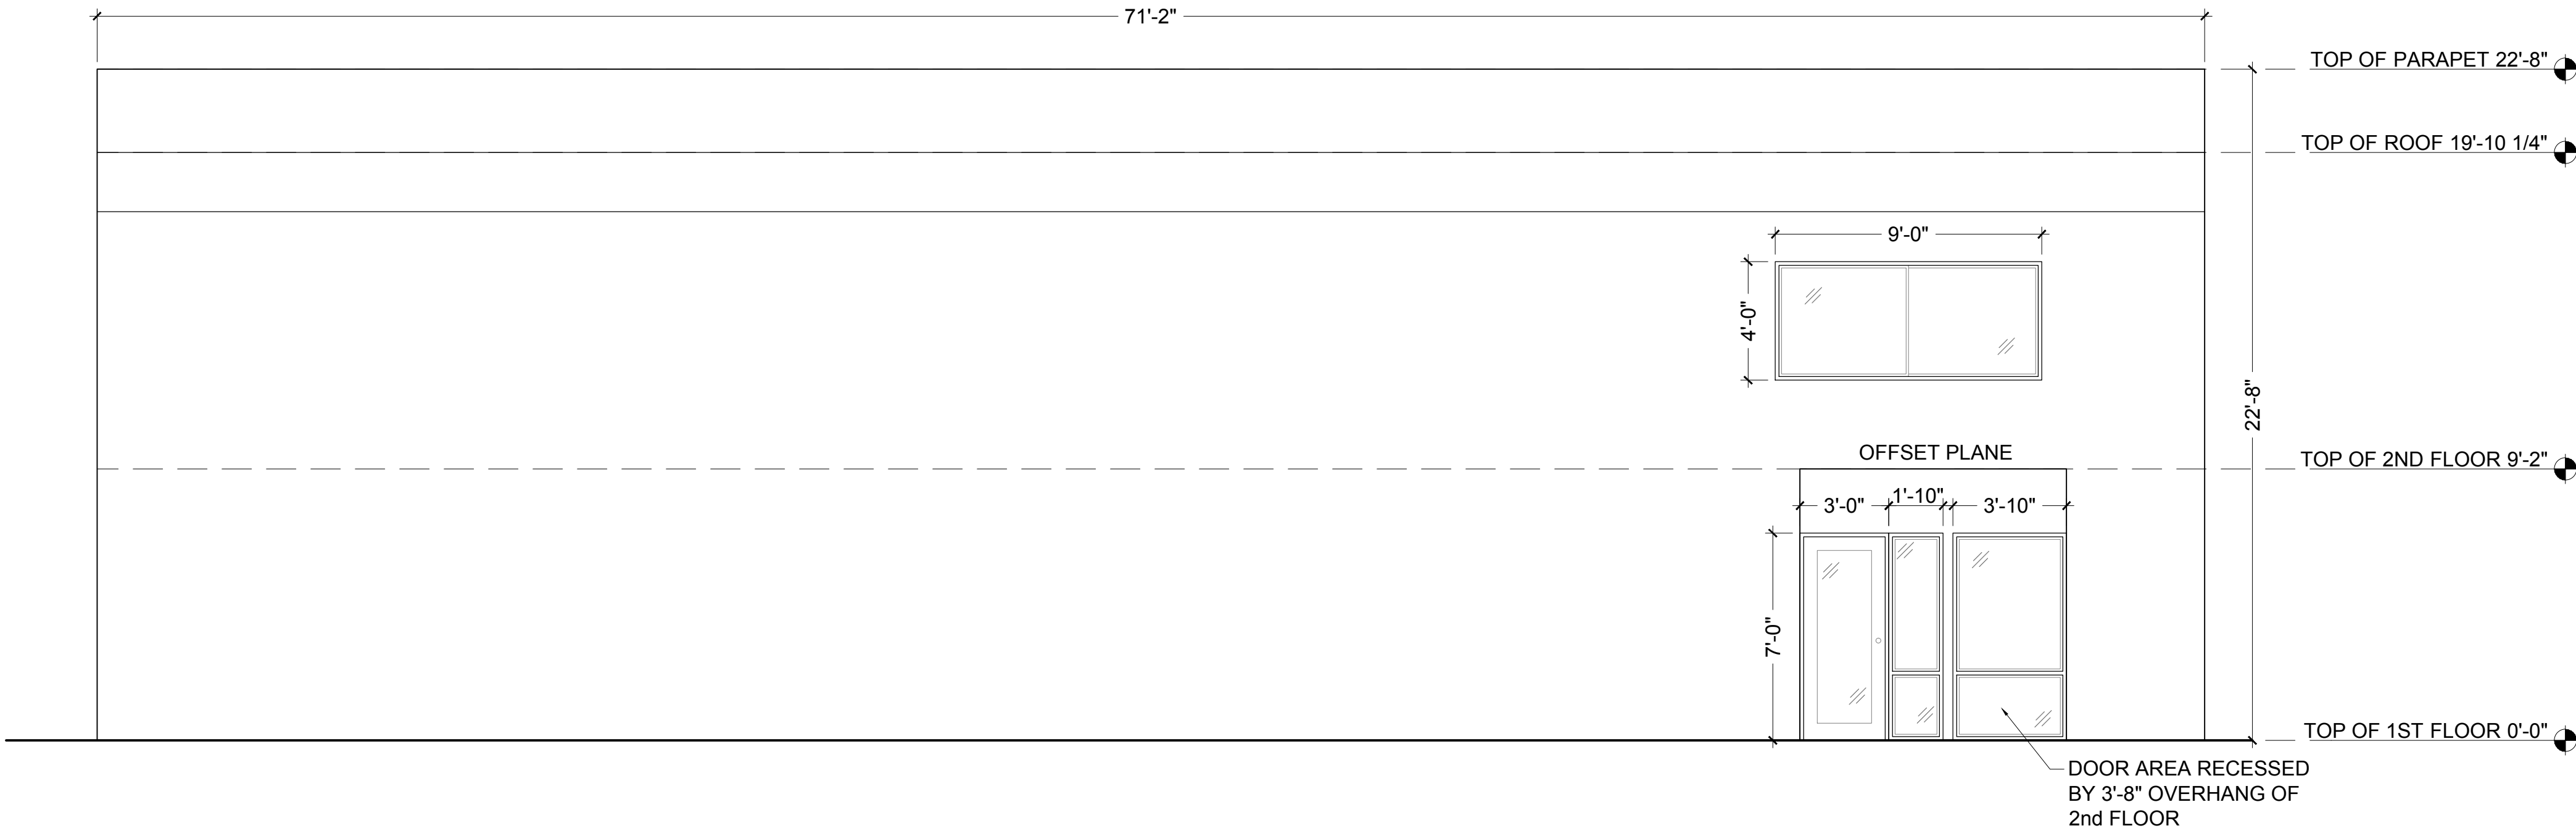 71'-2"
TOP OF PARAPET 22'-8"
TOP OF ROOF 19'-10 1/4"
9'-0"
4'-0"
22'-8"
OFFSET PLANE
TOP OF 2ND FLOOR 9'-2"
3'-0"
1'-10"
3'-10"
7'-0"
TOP OF 1ST FLOOR 0'-0"
DOOR AREA RECESSED
BY 3'-8" OVERHANG OF
2nd FLOOR